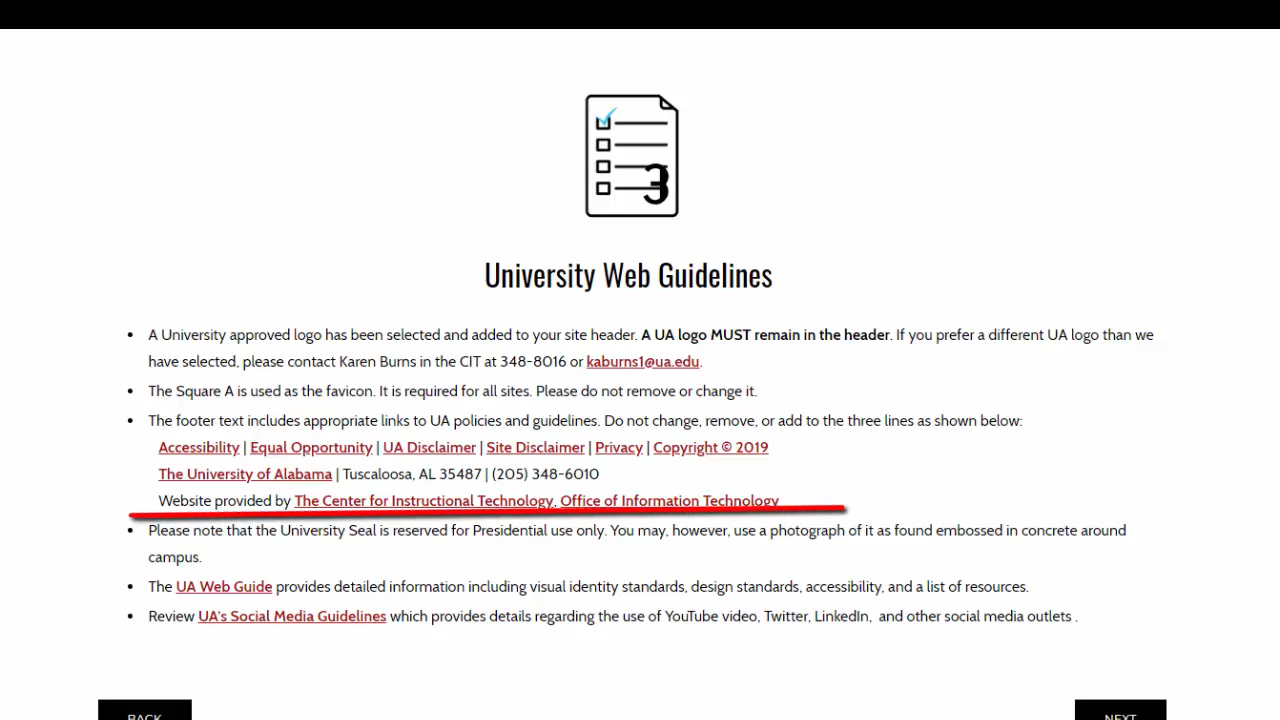 3
University Web Guidelines
• A University approved logo has been selected and added to your site header. A UA logo MUST remain in the header. If you prefer a different UA logo than we
have selected, please contact Karen Burns in the CIT at 348-8016 or kaburns1@ua.edu.
• The Square A is used as the favicon. It is required for all sites. Please do not remove or change it.
• The footer text includes appropriate links to UA policies and guidelines. Do not change, remove, or add to the three lines as shown below:
Accessibility | Equal Opportunity | UA Disclaimer | Site Disclaimer | Privacy | Copyright © 2019
The University of Alabama | Tuscaloosa, AL 35487 | (205) 348-6010
Website provided by The Center for Instructional Technology, Office of Information Technology
• Please note that the University Seal is reserved for Presidential use only. You may, however, use a photograph of it as found embossed in concrete around
campus.
• The UA Web Guide provides detailed information including visual identity standards, design standards, accessibility, and a list of resources.
• Review UA's Social Media Guidelines which provides details regarding the use of YouTube video, Twitter, LinkedIn, and other social media outlets .
BACK
NEXT